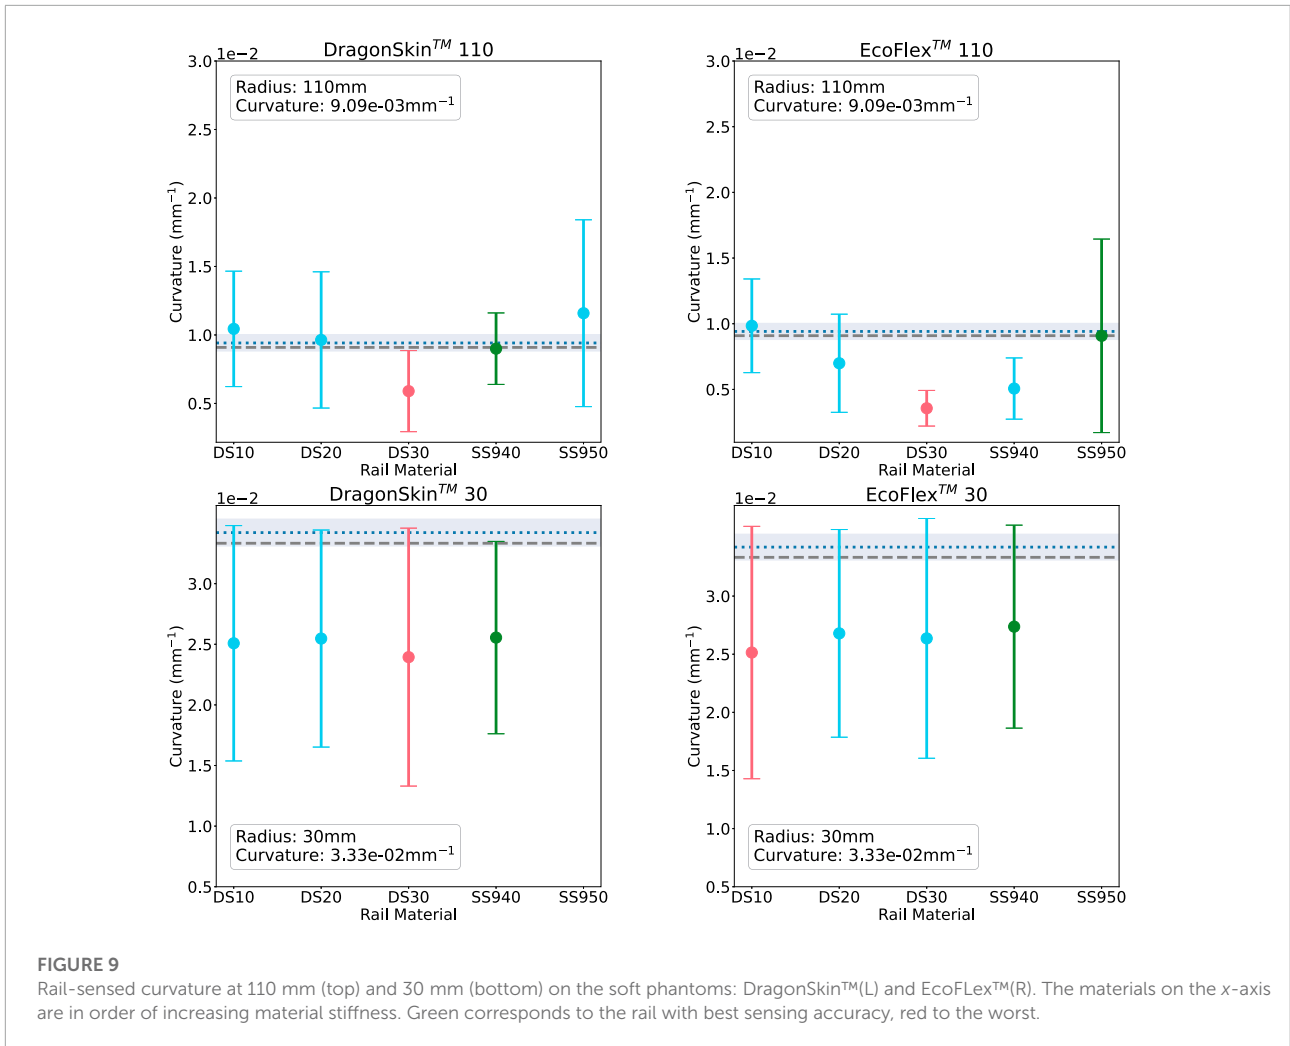 DragonSkin™ 110
1e-2
Radius: 110mm
Curvature: 9.09e-03mm⁻¹
Curvature (mm⁻¹)
3.0
2.5
2.0
1.5
1.0
0.5
DS10 DS20 DS30 SS940 SS950
Rail Material
EcoFlex™ 110
1e-2
Radius: 110mm
Curvature: 9.09e-03mm⁻¹
Curvature (mm⁻¹)
3.0
2.5
2.0
1.5
1.0
0.5
DS10 DS20 DS30 SS940 SS950
Rail Material
DragonSkin™ 30
1e-2
Curvature (mm⁻¹)
3.0
2.5
2.0
1.5
1.0
0.5
Radius: 30mm
Curvature: 3.33e-02mm⁻¹
DS10 DS20 DS30 SS940 SS950
Rail Material
EcoFlex™ 30
1e-2
Curvature (mm⁻¹)
3.0
2.5
2.0
1.5
1.0
0.5
Radius: 30mm
Curvature: 3.33e-02mm⁻¹
DS10 DS20 DS30 SS940 SS950
Rail Material
FIGURE 9
Rail-sensed curvature at 110 mm (top) and 30 mm (bottom) on the soft phantoms: DragonSkin™(L) and EcoFLex™(R). The materials on the x-axis
are in order of increasing material stiffness. Green corresponds to the rail with best sensing accuracy, red to the worst.